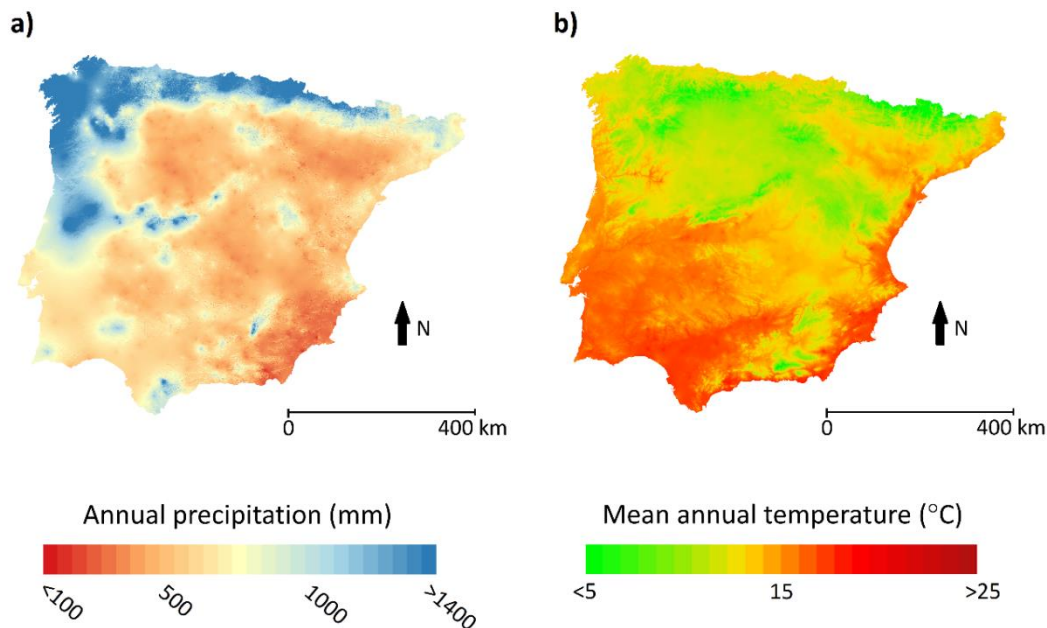 a)
b)
N
N
0
400 km
0
400 km
Annual precipitation (mm)
Mean annual temperature (°C)
<100
500
1000
>1400
<5
15
>25